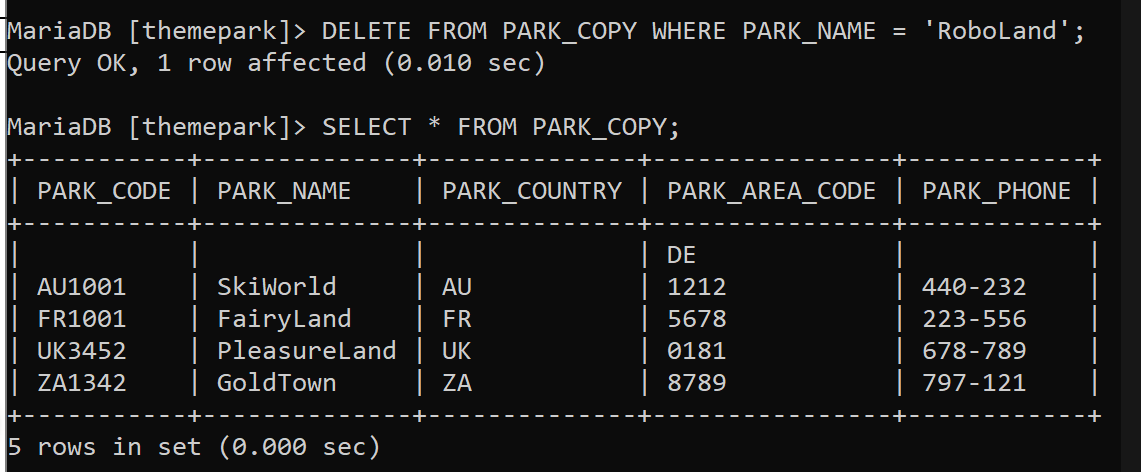 MariaDB [themepark]> DELETE FROM PARK_COPY WHERE PARK_NAME = 'RoboLand';
Query OK, 1 row affected (0.010 sec)

MariaDB [themepark]> SELECT * FROM PARK_COPY;
+-----------+--------------+--------------+----------------+------------+
| PARK_CODE | PARK_NAME    | PARK_COUNTRY | PARK_AREA_CODE | PARK_PHONE |
+-----------+--------------+--------------+----------------+------------+
|           |              |              | DE             |            |
| AU1001    | SkiWorld     | AU           | 1212           | 440-232    |
| FR1001    | FairyLand    | FR           | 5678           | 223-556    |
| UK3452    | PleasureLand | UK           | 0181           | 678-789    |
| ZA1342    | GoldTown     | ZA           | 8789           | 797-121    |
+-----------+--------------+--------------+----------------+------------+
5 rows in set (0.000 sec)